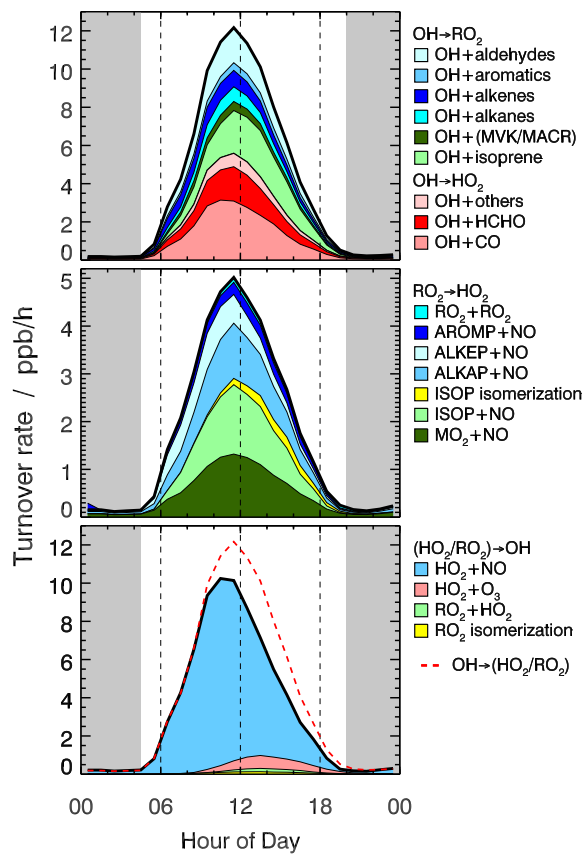 OH→RO₂
OH+aldehydes
OH+aromatics
OH+alkenes
OH+alkanes
OH+(MVK/MACR)
OH+isoprene
OH→HO₂
OH+others
OH+HCHO
OH+CO
12
10
8
6
4
2
0
RO₂→HO₂
RO₂+RO₂
AROMP+NO
ALKEP+NO
ALKAP+NO
ISOP isomerization
ISOP+NO
MO₂+NO
5
4
3
2
1
0
Turnover rate / ppb/h
(HO₂/RO₂)→OH
HO₂+NO
HO₂+O₃
RO₂+HO₂
RO₂ isomerization
OH→(HO₂/RO₂)
12
10
8
6
4
2
0
00 06 12 18 00
Hour of Day